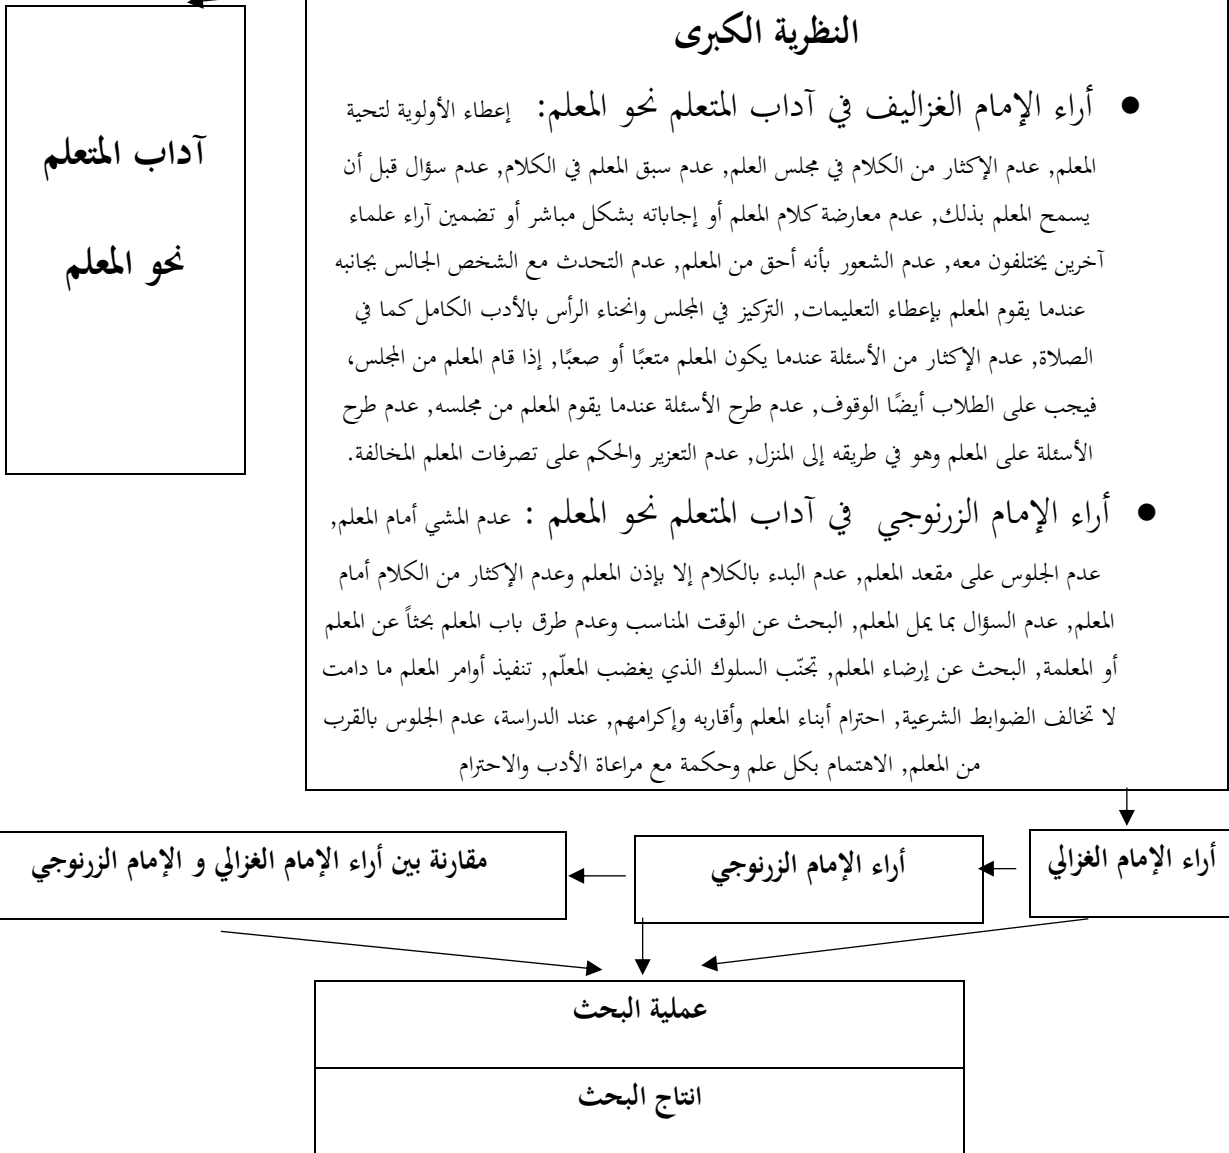 النظرية الكبرى
● أراء الإمام الغزاليف في آداب المتعلم نحو المعلم: إعطاء الأولوية لتحية
المعلم, عدم الإكثار من الكلام في مجلس العلم, عدم سبق المعلم في الكلام, عدم سؤال قبل أن
يسمح المعلم بذلك, عدم معارضة كلام المعلم أو إجاباته بشكل مباشر أو تضمين آراء علماء
آخرين يختلفون معه, عدم الشعور بأنه أحق من المعلم, عدم التحدث مع الشخص الجالس بجانبه
عندما يقوم المعلم بإعطاء التعليمات, التركيز في المجلس وانحناء الرأس بالأدب الكامل كما في
الصلاة, عدم الإكثار من الأسئلة عندما يكون المعلم متعبًا أو صعبًا, إذا قام المعلم من المجلس،
فيجب على الطلاب أيضًا الوقوف, عدم طرح الأسئلة عندما يقوم المعلم من مجلسه, عدم طرح
الأسئلة على المعلم وهو في طريقه إلى المنزل, عدم التعزير والحكم على تصرفات المعلم المخالفة.
● أراء الإمام الزرنوجي في آداب المتعلم نحو المعلم : عدم المشي أمام المعلم,
عدم الجلوس على مقعد المعلم, عدم البدء بالكلام إلا بإذن المعلم وعدم الإكثار من الكلام أمام
المعلم, عدم السؤال بما يمل المعلم, البحث عن الوقت المناسب وعدم طرق باب المعلم بحثاً عن المعلم
أو المعلمة, البحث عن إرضاء المعلم, تجنّب السلوك الذي يغضب المعلّم, تنفيذ أوامر المعلم ما دامت
لا تخالف الضوابط الشرعية, احترام أبناء المعلم وأقاربه وإكرامهم, عند الدراسة، عدم الجلوس بالقرب
من المعلم, الاهتمام بكل علم وحكمة مع مراعاة الأدب والاحترام
آداب المتعلم
نحو المعلم
أراء الإمام الغزالي
أراء الإمام الزرنوجي
مقارنة بين أراء الإمام الغزالي و الإمام الزرنوجي
عملية البحث
انتاج البحث